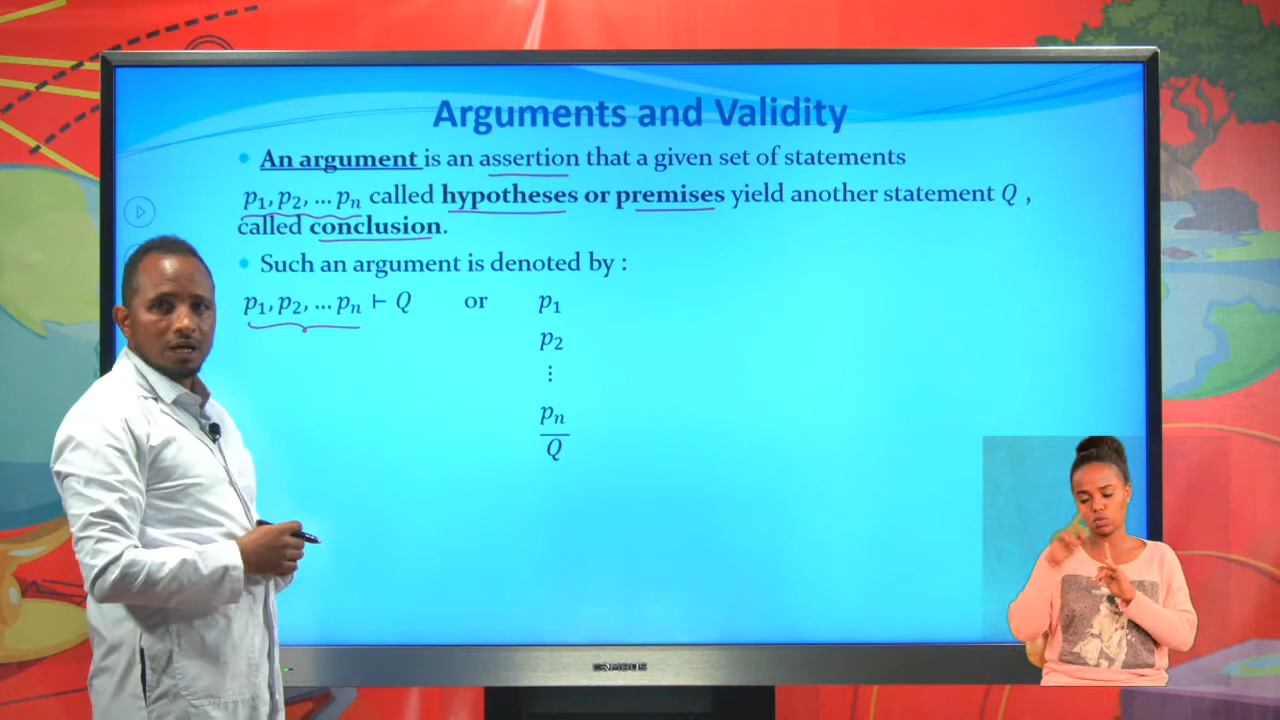 Arguments and Validity
• An argument is an assertion that a given set of statements
p₁, p₂, ... pₙ called hypotheses or premises yield another statement Q ,
called conclusion.
• Such an argument is denoted by :
p₁, p₂, ... pₙ ⊢ Q or p₁
p₂
⋮
pₙ
Q